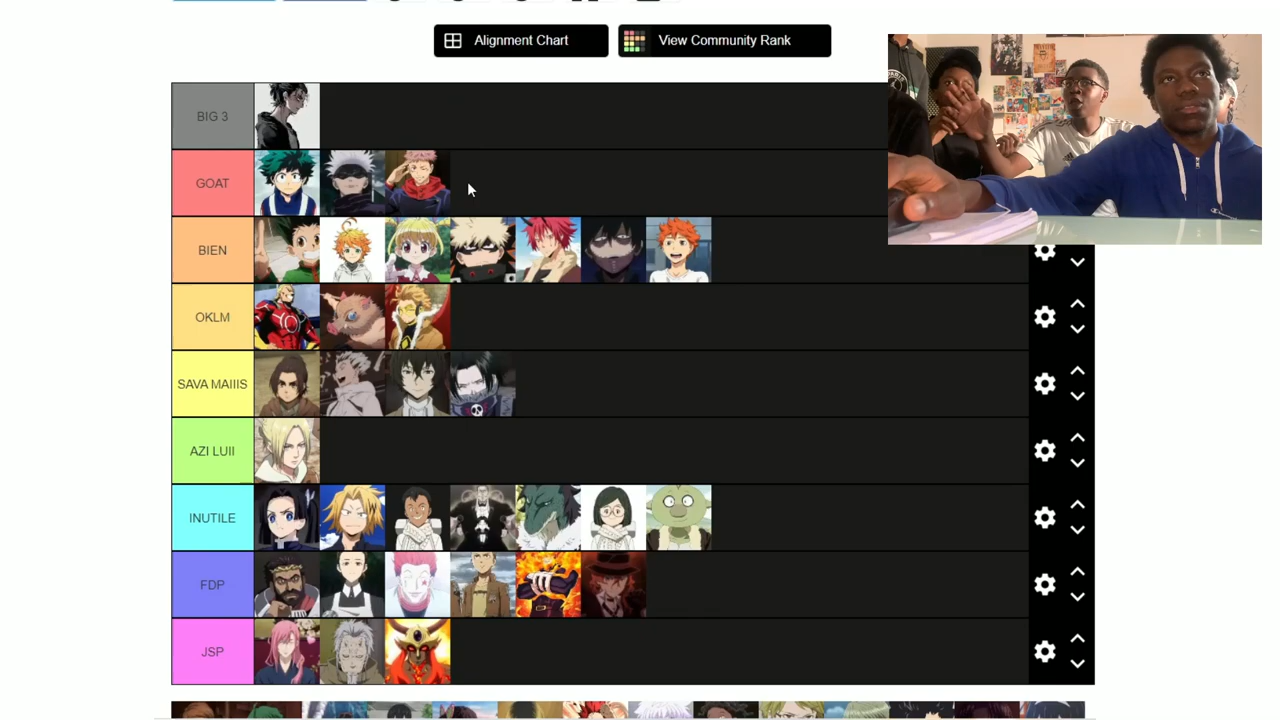 Alignment Chart
View Community Rank
BIG 3
GOAT
BIEN
OKLM
SAVA MAIIIS
AZI LUII
INUTILE
FDP
JSP